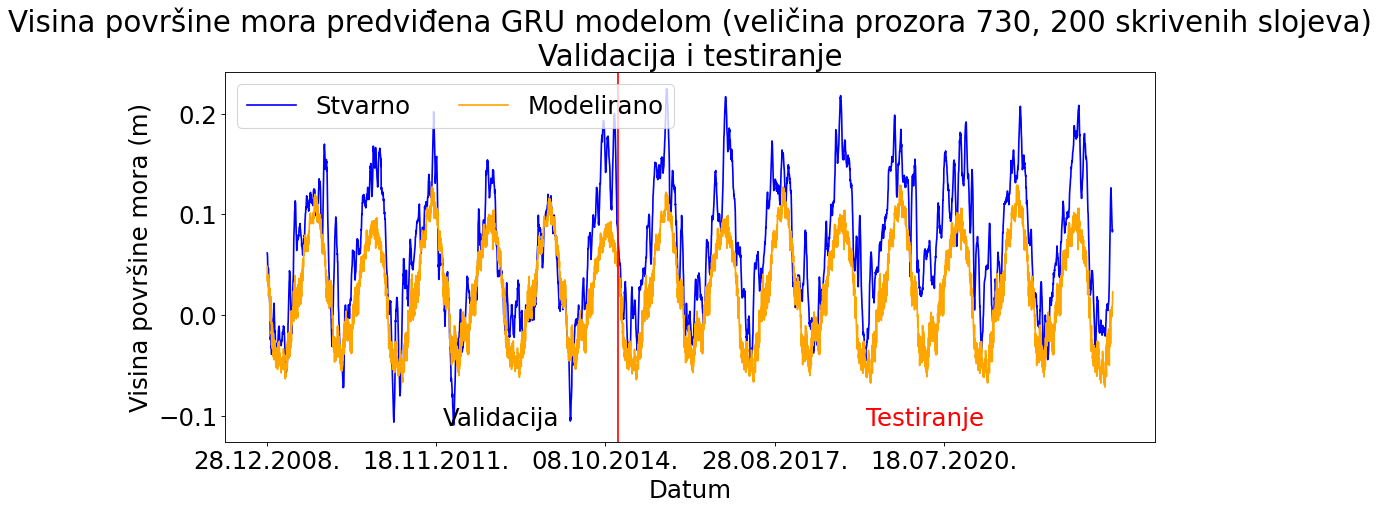 Visina površine mora predviđena GRU modelom (veličina prozora 730, 200 skrivenih slojeva)
Validacija i testiranje
Stvarno Modelirano
Visina površine mora (m)
0.2
0.1
0.0
−0.1
Validacija Testiranje
28.12.2008. 18.11.2011. 08.10.2014. 28.08.2017. 18.07.2020.
Datum